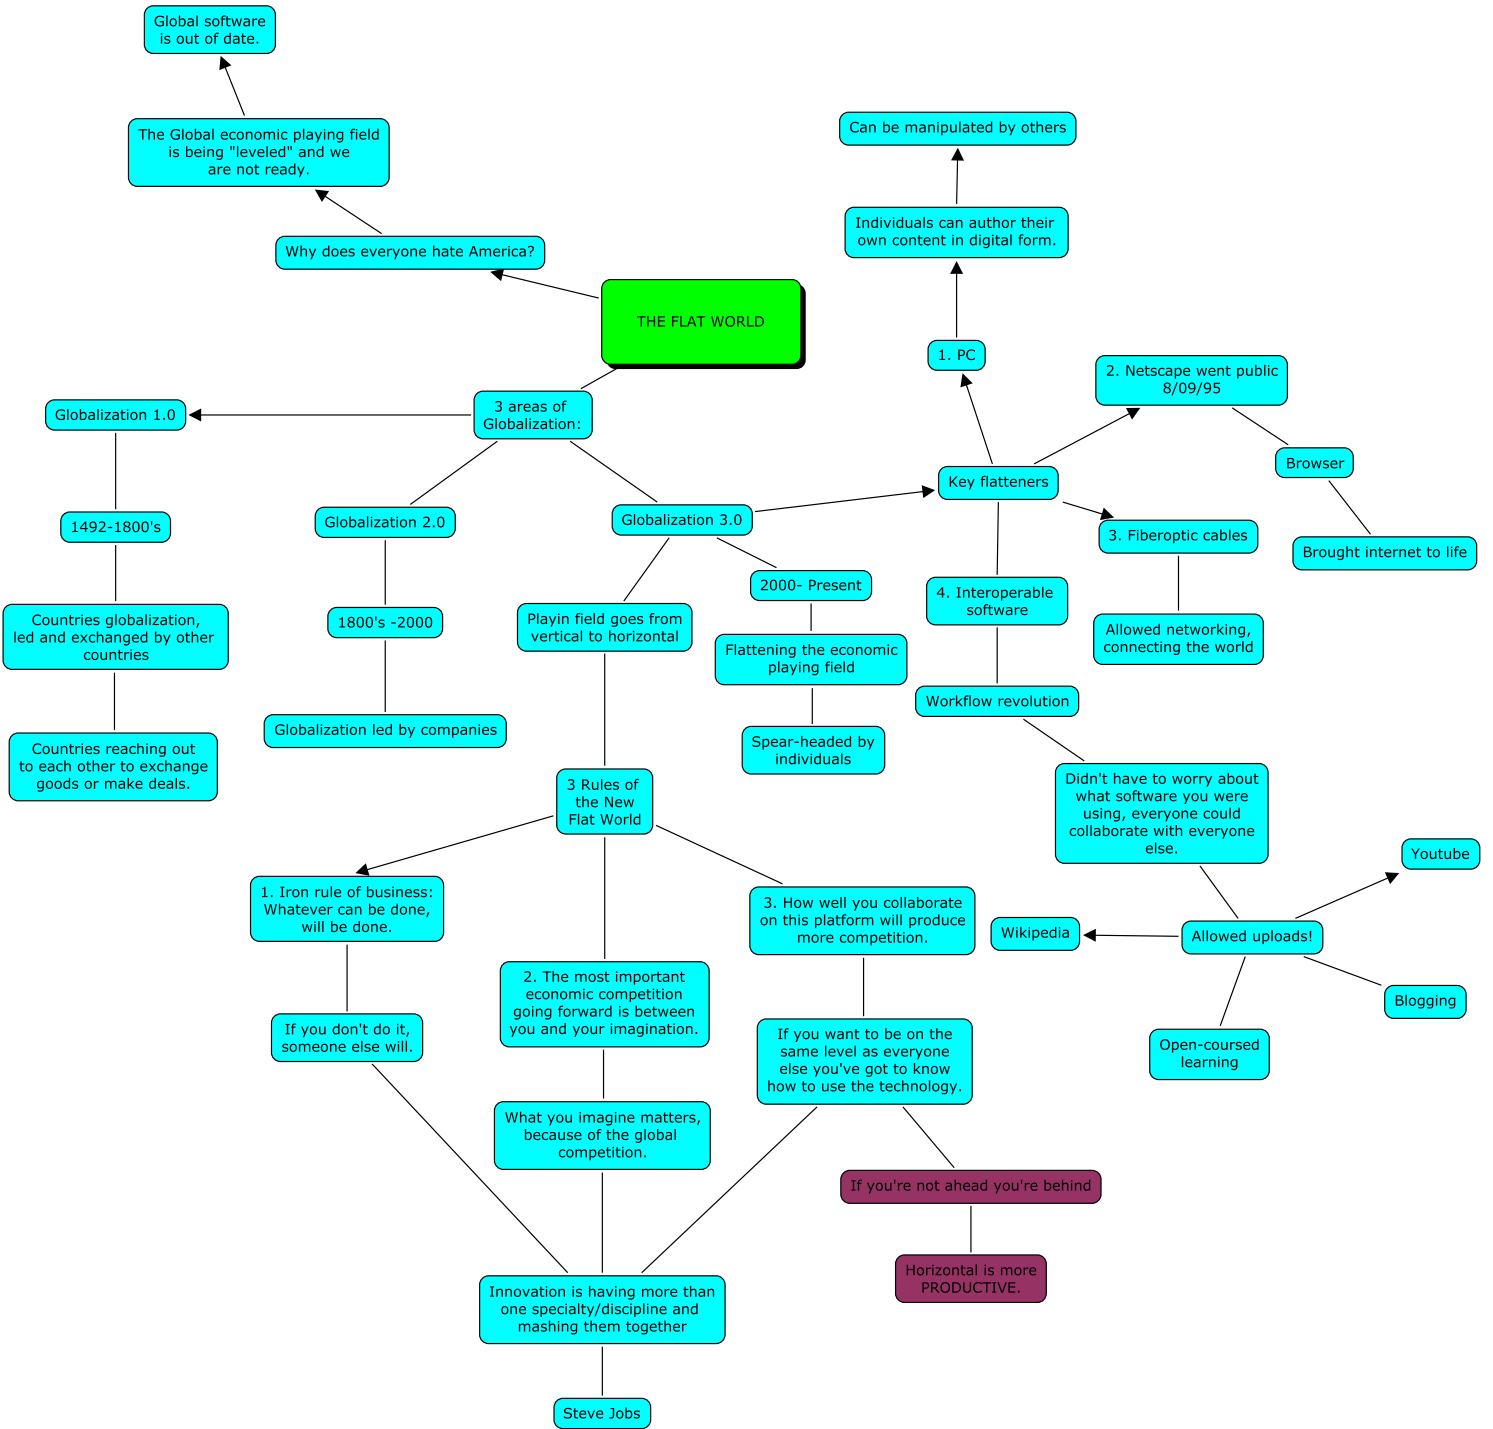 Global software
is out of date.
The Global economic playing field
is being "leveled" and we
are not ready.
Why does everyone hate America?
THE FLAT WORLD
Can be manipulated by others
Individuals can author their
own content in digital form.
1. PC
2. Netscape went public
8/09/95
Browser
Brought internet to life
Key flatteners
3. Fiberoptic cables
Allowed networking,
connecting the world
4. Interoperable
software
Workflow revolution
Didn't have to worry about
what software you were
using, everyone could
collaborate with everyone
else.
Allowed uploads!
Youtube
Wikipedia
Blogging
Open-coursed
learning
3 areas of
Globalization:
Globalization 1.0
1492-1800's
Countries globalization,
led and exchanged by other
countries
Countries reaching out
to each other to exchange
goods or make deals.
Globalization 2.0
1800's -2000
Globalization led by companies
Globalization 3.0
2000- Present
Flattening the economic
playing field
Spear-headed by
individuals
Playin field goes from
vertical to horizontal
3 Rules of
the New
Flat World
1. Iron rule of business:
Whatever can be done,
will be done.
If you don't do it,
someone else will.
2. The most important
economic competition
going forward is between
you and your imagination.
What you imagine matters,
because of the global
competition.
3. How well you collaborate
on this platform will produce
more competition.
If you want to be on the
same level as everyone
else you've got to know
how to use the technology.
If you're not ahead you're behind
Horizontal is more
PRODUCTIVE.
Innovation is having more than
one specialty/discipline and
mashing them together
Steve Jobs